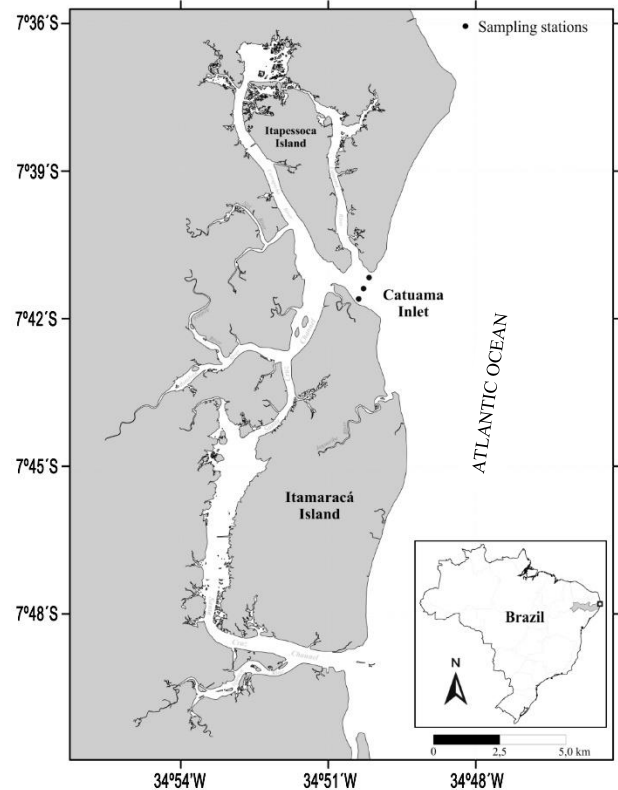 7°36´S
Sampling stations
Itapessoca
Island
7°39´S
Catuama
Inlet
7°42´S
ATLANTIC OCEAN
7°45´S
Itamaracá
Island
7°48´S
Channel
Brazil
N
0 2,5 5,0 km
34°54´W 34°51´W 34°48´W